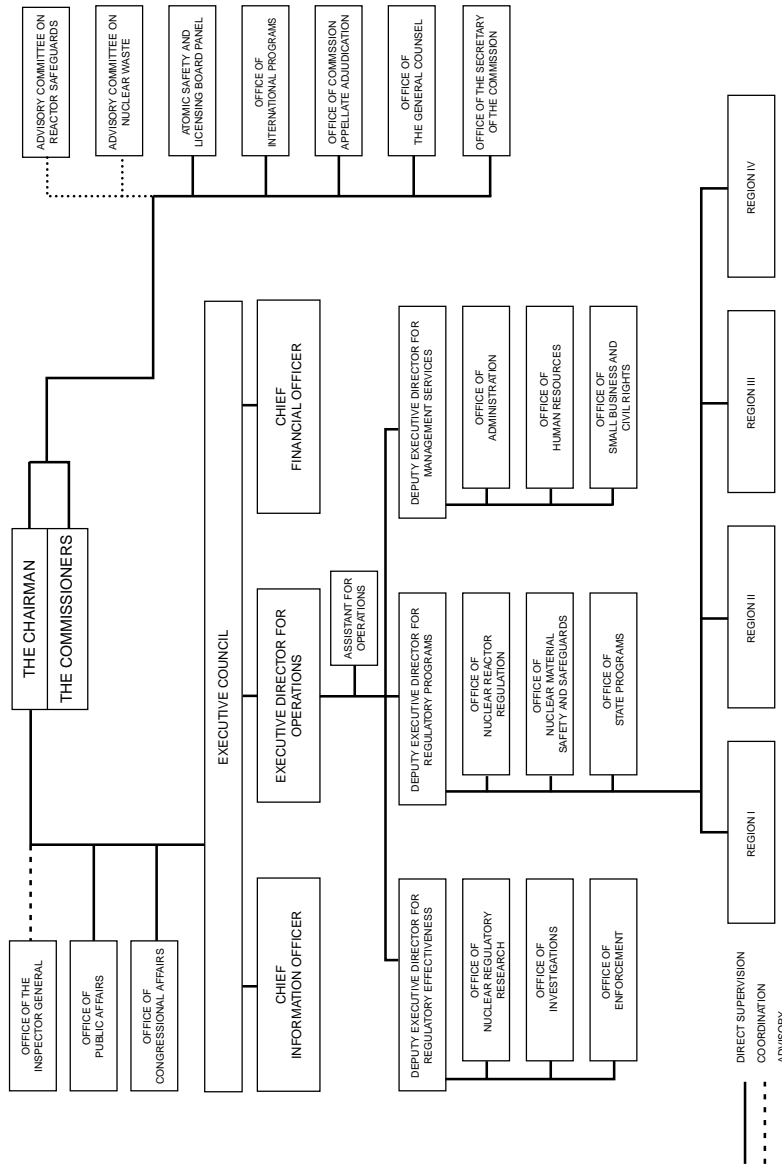 THE CHAIRMAN
THE COMMISSIONERS
OFFICE OF THE
INSPECTOR GENERAL
OFFICE OF
PUBLIC AFFAIRS
OFFICE OF
CONGRESSIONAL AFFAIRS
ADVISORY COMMITTEE ON
REACTOR SAFEGUARDS
ADVISORY COMMITTEE ON
NUCLEAR WASTE
ATOMIC SAFETY AND
LICENSING BOARD PANEL
OFFICE OF
INTERNATIONAL PROGRAMS
OFFICE OF COMMSSION
APPELLATE ADJUDICATION
OFFICE OF
THE GENERAL COUNSEL
OFFICE OF THE SECRETARY
OF THE COMMISSION
EXECUTIVE COUNCIL
CHIEF
INFORMATION OFFICER
EXECUTIVE DIRECTOR FOR
OPERATIONS
CHIEF
FINANCIAL OFFICER
ASSISTANT FOR
OPERATIONS
DEPUTY EXECUTIVE DIRECTOR FOR
REGULATORY EFFECTIVENESS
OFFICE OF
NUCLEAR REGULATORY
RESEARCH
OFFICE OF
INVESTIGATIONS
OFFICE OF
ENFORCEMENT
DEPUTY EXECUTIVE DIRECTOR FOR
REGULATORY PROGRAMS
OFFICE OF
NUCLEAR REACTOR
REGULATION
OFFICE OF
NUCLEAR MATERIAL
SAFETY AND SAFEGUARDS
OFFICE OF
STATE PROGRAMS
DEPUTY EXECUTIVE DIRECTOR FOR
MANAGEMENT SERVICES
OFFICE OF
ADMINISTRATION
OFFICE OF
HUMAN RESOURCES
OFFICE OF
SMALL BUSINESS AND
CIVIL RIGHTS
REGION I
REGION II
REGION III
REGION IV
DIRECT SUPERVISION
COORDINATION
ADVISORY